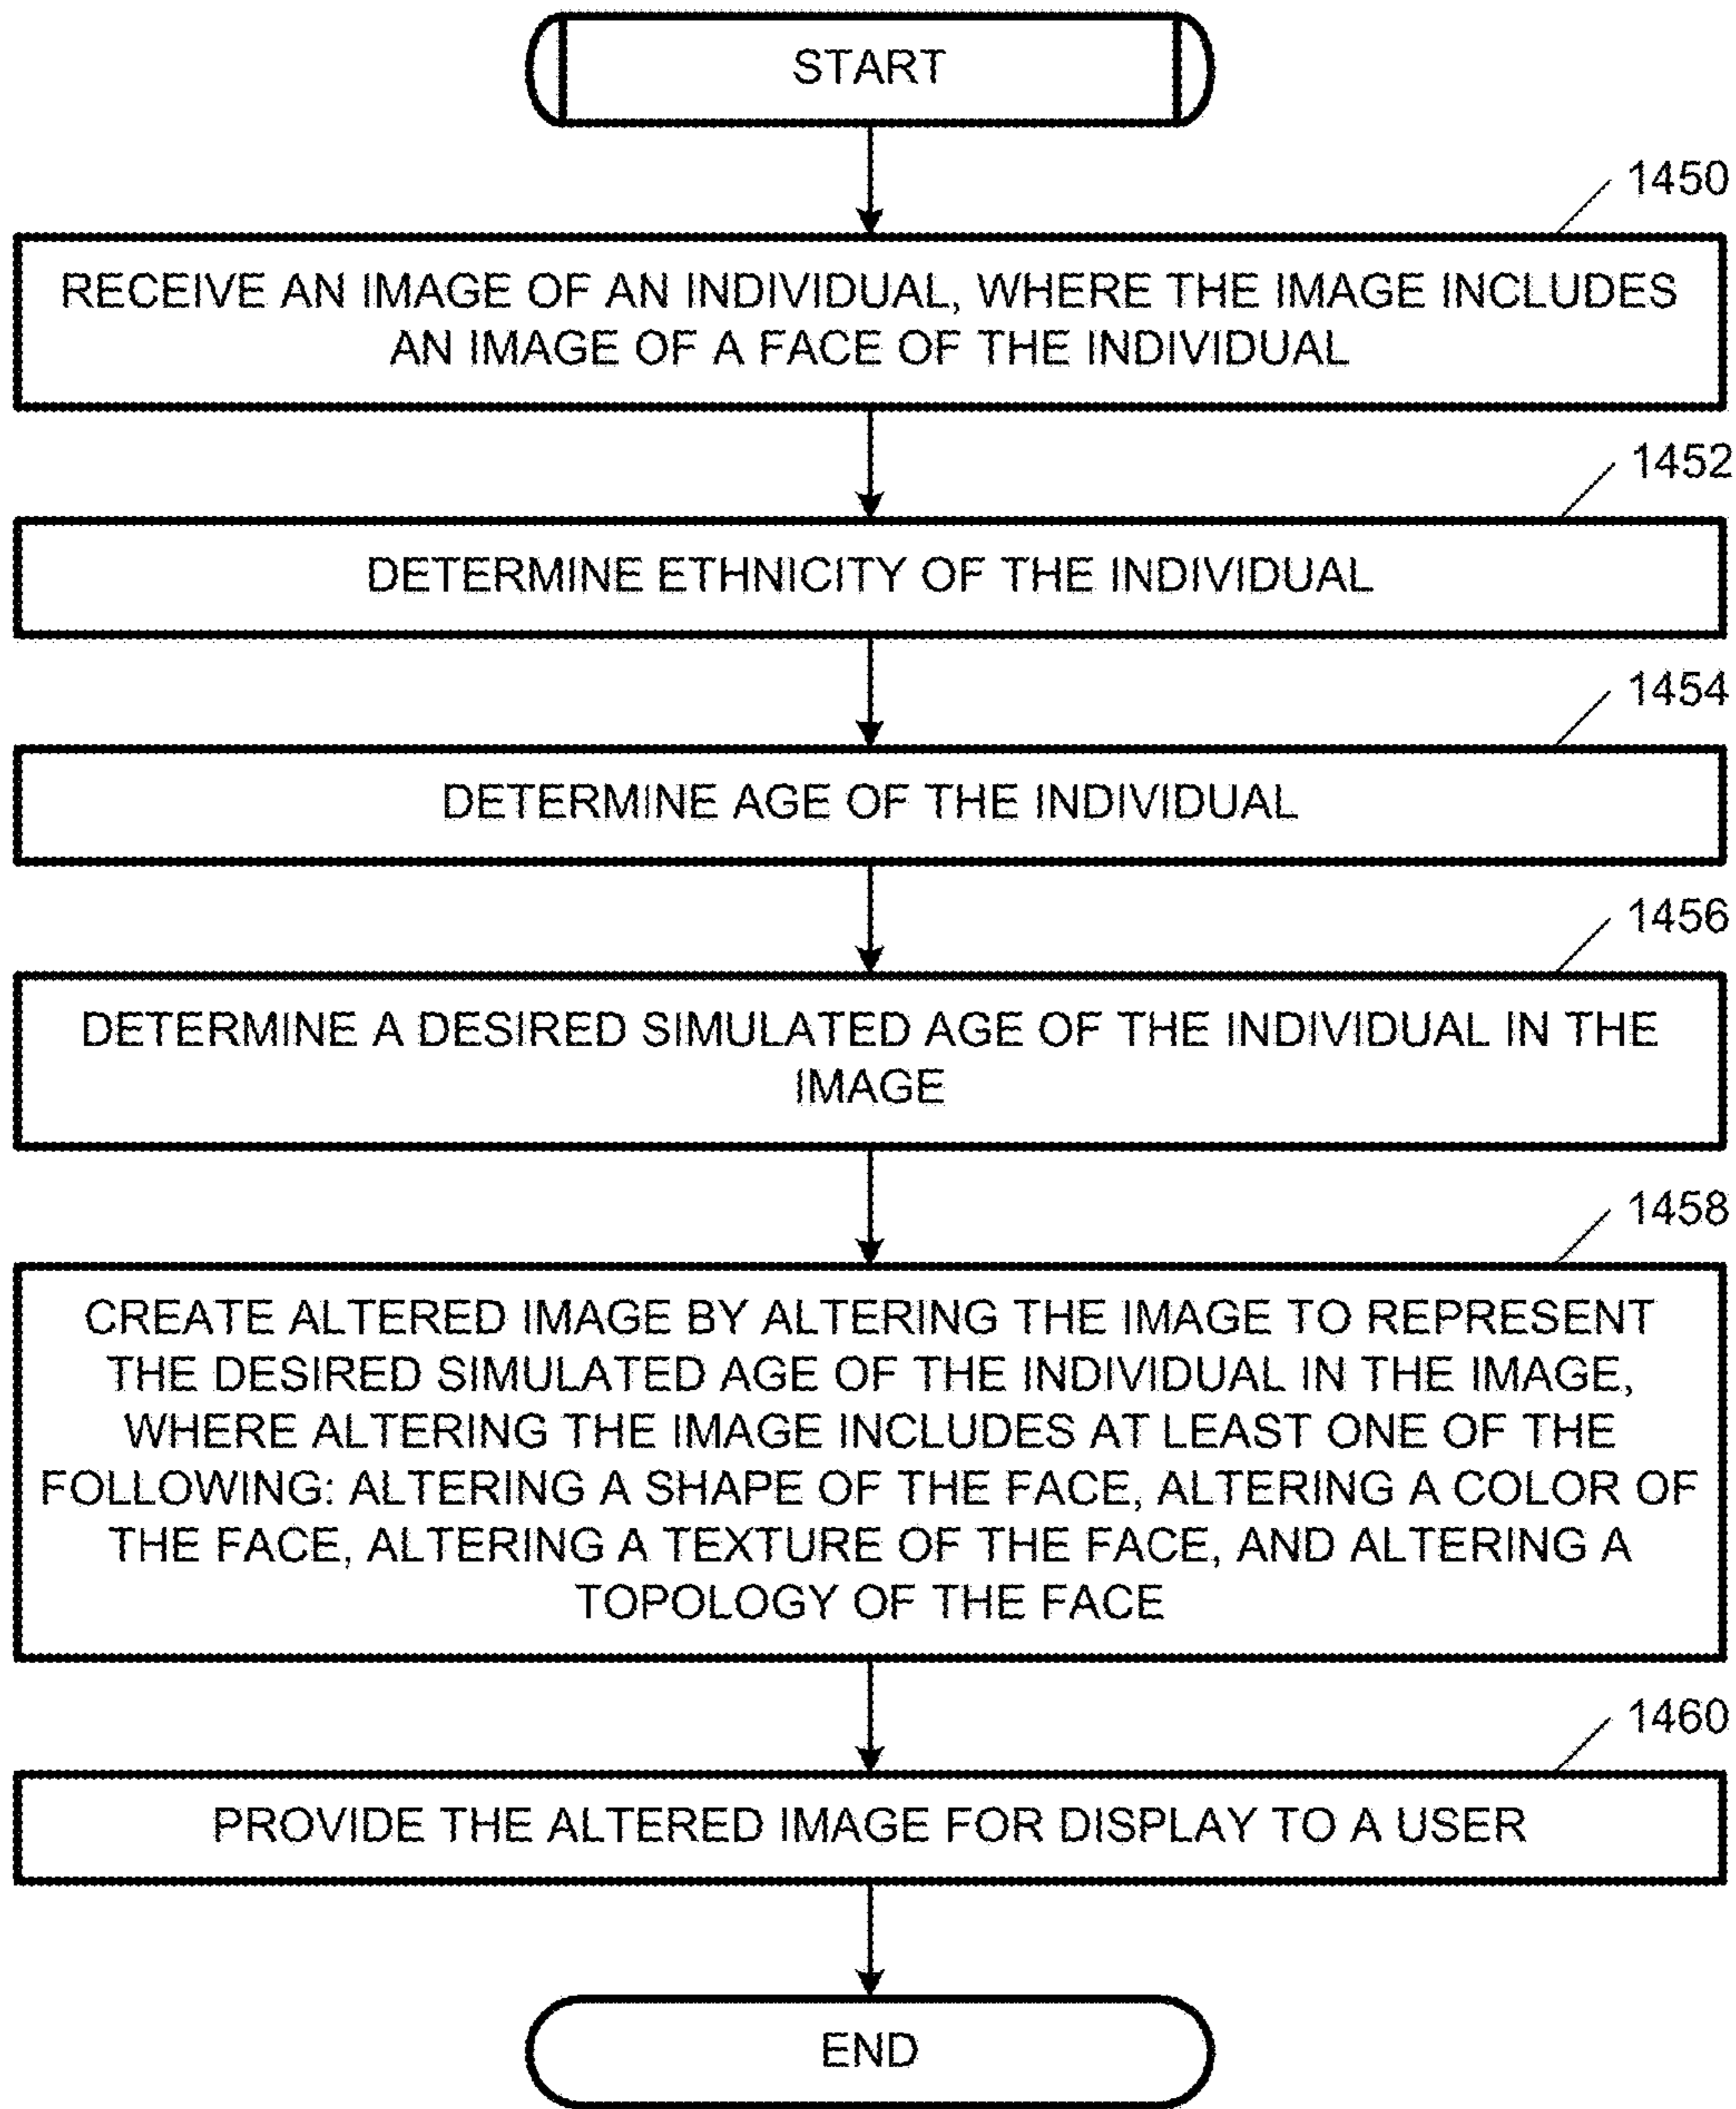 START
1450
RECEIVE AN IMAGE OF AN INDIVIDUAL, WHERE THE IMAGE INCLUDES
AN IMAGE OF A FACE OF THE INDIVIDUAL
1452
DETERMINE ETHNICITY OF THE INDIVIDUAL
1454
DETERMINE AGE OF THE INDIVIDUAL
1456
DETERMINE A DESIRED SIMULATED AGE OF THE INDIVIDUAL IN THE
IMAGE
1458
CREATE ALTERED IMAGE BY ALTERING THE IMAGE TO REPRESENT
THE DESIRED SIMULATED AGE OF THE INDIVIDUAL IN THE IMAGE,
WHERE ALTERING THE IMAGE INCLUDES AT LEAST ONE OF THE
FOLLOWING: ALTERING A SHAPE OF THE FACE, ALTERING A COLOR OF
THE FACE, ALTERING A TEXTURE OF THE FACE, AND ALTERING A
TOPOLOGY OF THE FACE
1460
PROVIDE THE ALTERED IMAGE FOR DISPLAY TO A USER
END